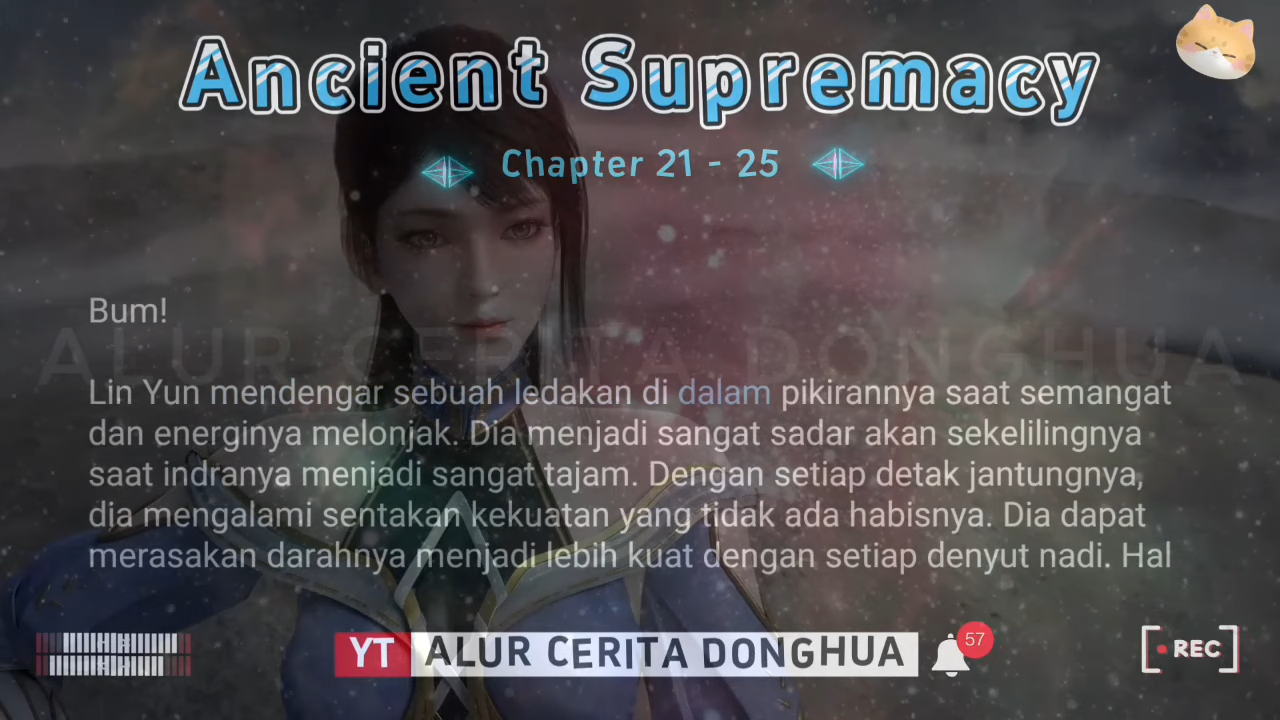 Ancient Supremacy
Chapter 21 - 25
Bum!
ALUR CERITA DONGHUA
Lin Yun mendengar sebuah ledakan di dalam pikirannya saat semangat
dan energinya melonjak. Dia menjadi sangat sadar akan sekelilingnya
saat indranya menjadi sangat tajam. Dengan setiap detak jantungnya,
dia mengalami sentakan kekuatan yang tidak ada habisnya. Dia dapat
merasakan darahnya menjadi lebih kuat dengan setiap denyut nadi. Hal
YT ALUR CERITA DONGHUA 57
REC